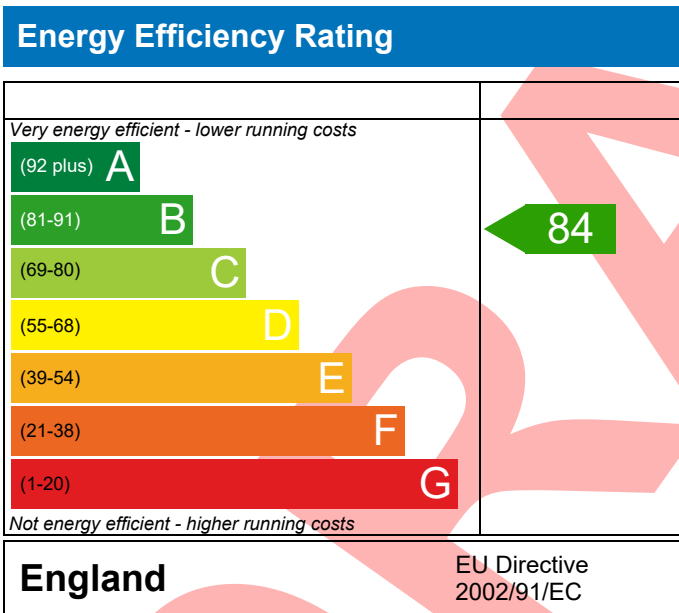 Energy Efficiency Rating
Very energy efficient - lower running costs
(92 plus) A
(81-91) B
84
(69-80) C
(55-68) D
(39-54) E
(21-38) F
(1-20) G
Not energy efficient - higher running costs
England
EU Directive
2002/91/EC